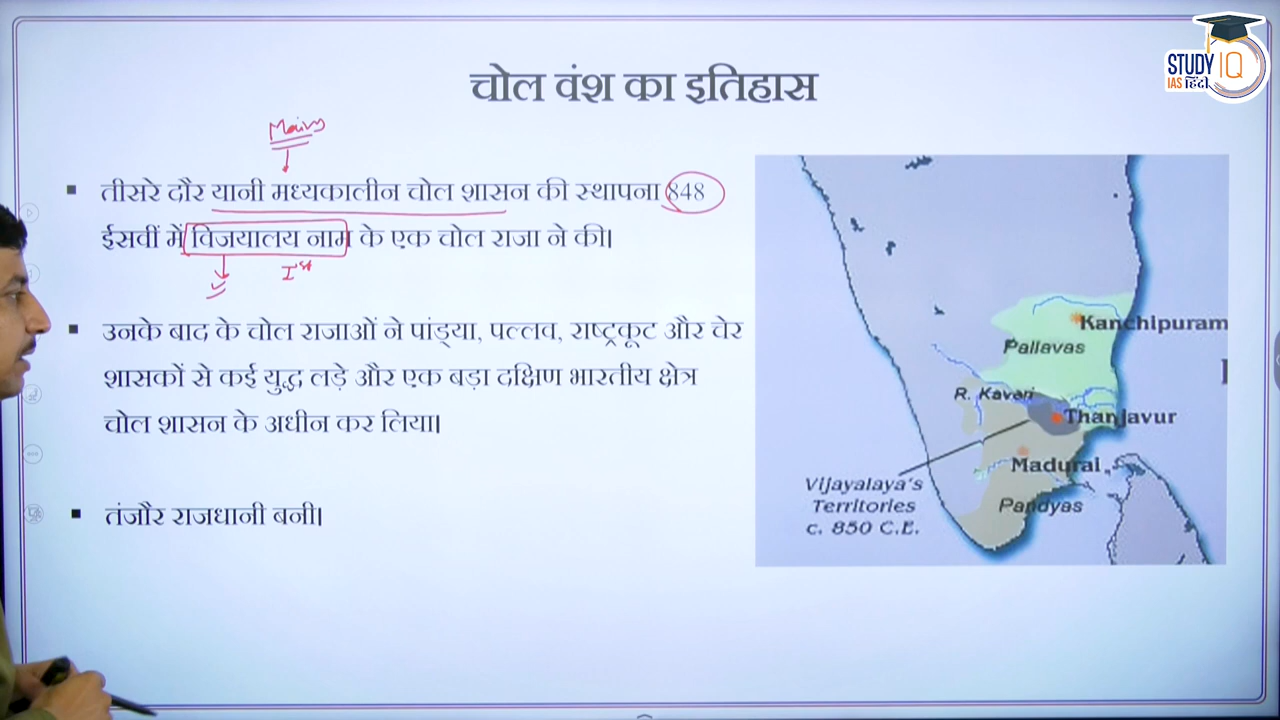 STUDY IQ
IAS हिंदी
चोल वंश का इतिहास
Mains
▪ तीसरे दौर यानी मध्यकालीन चोल शासन की स्थापना 848
ईसवीं में विजयालय नाम के एक चोल राजा ने की।
Ist
▪ उनके बाद के चोल राजाओं ने पांड्या, पल्लव, राष्ट्रकूट और चेर
शासकों से कई युद्ध लड़े और एक बड़ा दक्षिण भारतीय क्षेत्र
चोल शासन के अधीन कर लिया।
▪ तंजौर राजधानी बनी।
Kanchipuram
Pallavas
R. Kavari
Thanjavur
Madurai
Vijayalaya's
Territories
c. 850 C.E.
Pandyas